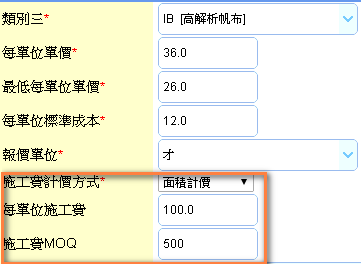 類別三* IB [高解析帆布]
每單位單價* 36.0
最低每單位單價* 26.0
每單位標準成本* 12.0
報價單位* 才
施工費計價方式* 面積計價
每單位施工費 100.0
施工費MOQ 500